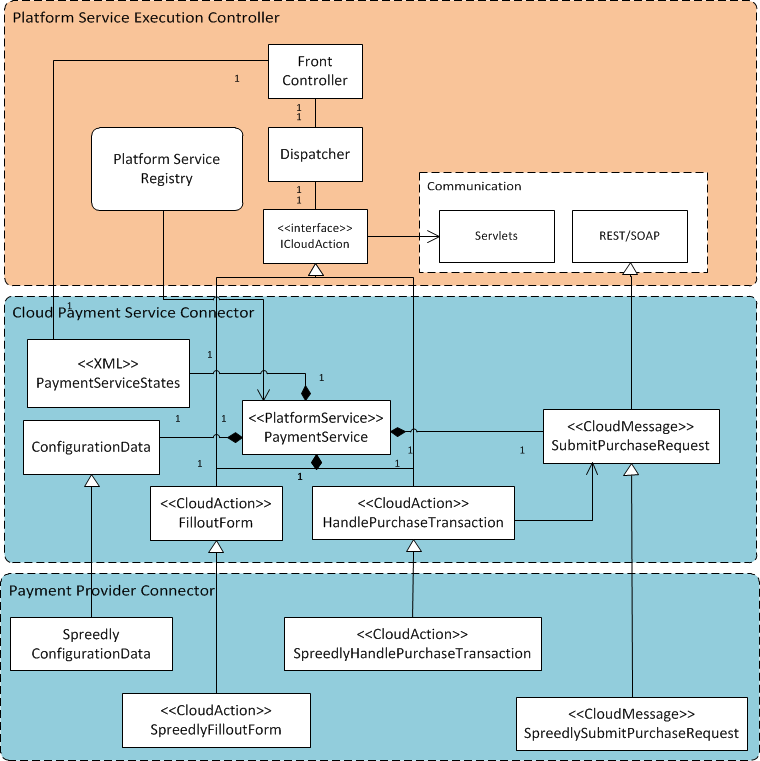 Platform Service Execution Controller
Front
Controller
1
1
1
Platform Service
Registry
Dispatcher
1
1
Communication
<<interface>>
ICloudAction
Servlets
REST/SOAP
1
Cloud Payment Service Connector
<<XML>>
PaymentServiceStates
1
1
ConfigurationData
1
1
<<PlatformService>>
PaymentService
<<CloudMessage>>
SubmitPurchaseRequest
1
1
1
1
1
<<CloudAction>>
FilloutForm
<<CloudAction>>
HandlePurchaseTransaction
Payment Provider Connector
Spreedly
ConfigurationData
<<CloudAction>>
SpreedlyHandlePurchaseTransaction
<<CloudAction>>
SpreedlyFilloutForm
<<CloudMessage>>
SpreedlySubmitPurchaseRequest